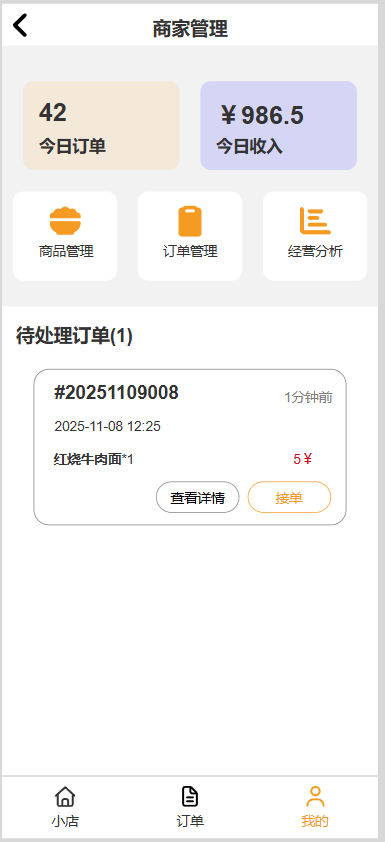 商家管理
42
今日订单
￥986.5
今日收入
商品管理
订单管理
经营分析
待处理订单(1)
#20251109008
1分钟前
2025-11-08 12:25
红烧牛肉面*1
5￥
查看详情
接单
小店
订单
我的